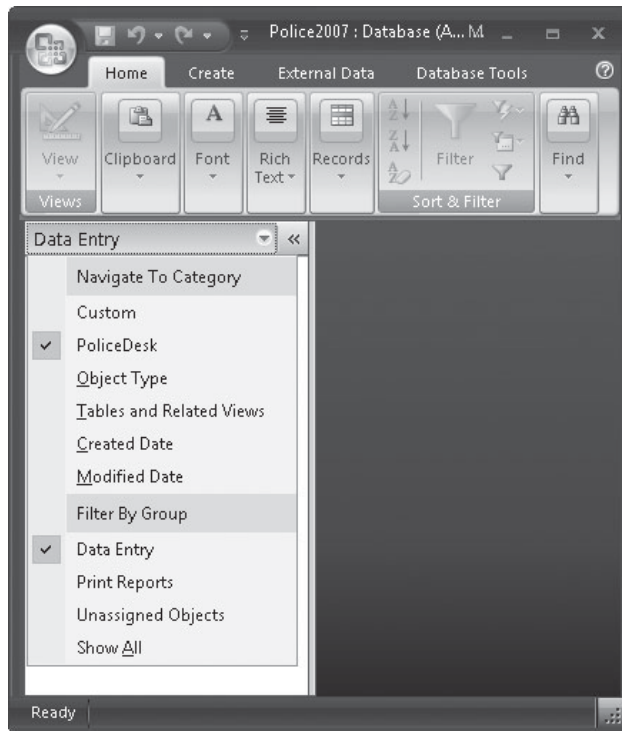 Police2007 : Database (A... M
Home Create External Data Database Tools
View Clipboard Font Rich Text Records Filter Find
Views Sort & Filter
Data Entry
Navigate To Category
Custom
PoliceDesk
Object Type
Tables and Related Views
Created Date
Modified Date
Filter By Group
Data Entry
Print Reports
Unassigned Objects
Show All
Ready